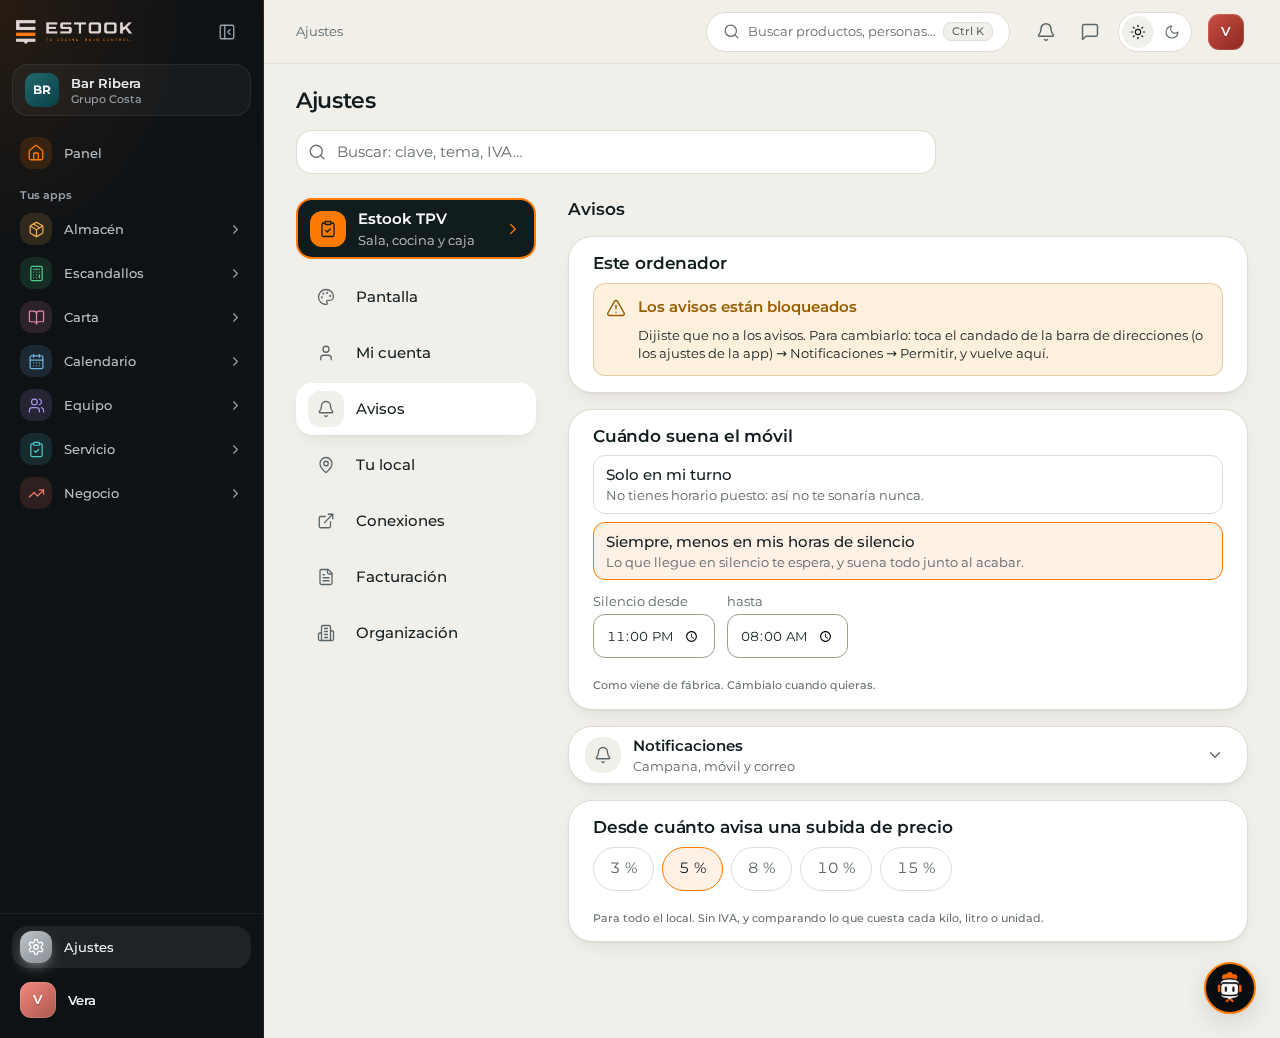 ESTOOK
TU COCINA, BAJO CONTROL.
BR
Bar Ribera
Grupo Costa
Panel
Tus apps
Almacén
Escandallos
Carta
Calendario
Equipo
Servicio
Negocio
Ajustes
V
Vera
Ajustes
Buscar productos, personas...
Ctrl K
V
Ajustes
Buscar: clave, tema, IVA...
Estook TPV
Sala, cocina y caja
Pantalla
Mi cuenta
Avisos
Tu local
Conexiones
Facturación
Organización
Avisos
Este ordenador
Los avisos están bloqueados
Dijiste que no a los avisos. Para cambiarlo: toca el candado de la barra de direcciones (o
los ajustes de la app) → Notificaciones → Permitir, y vuelve aquí.
Cuándo suena el móvil
Solo en mi turno
No tienes horario puesto: así no te sonaría nunca.
Siempre, menos en mis horas de silencio
Lo que llegue en silencio te espera, y suena todo junto al acabar.
Silencio desde
hasta
11:00 PM
08:00 AM
Como viene de fábrica. Cámbialo cuando quieras.
Notificaciones
Campana, móvil y correo
Desde cuánto avisa una subida de precio
3 %
5 %
8 %
10 %
15 %
Para todo el local. Sin IVA, y comparando lo que cuesta cada kilo, litro o unidad.